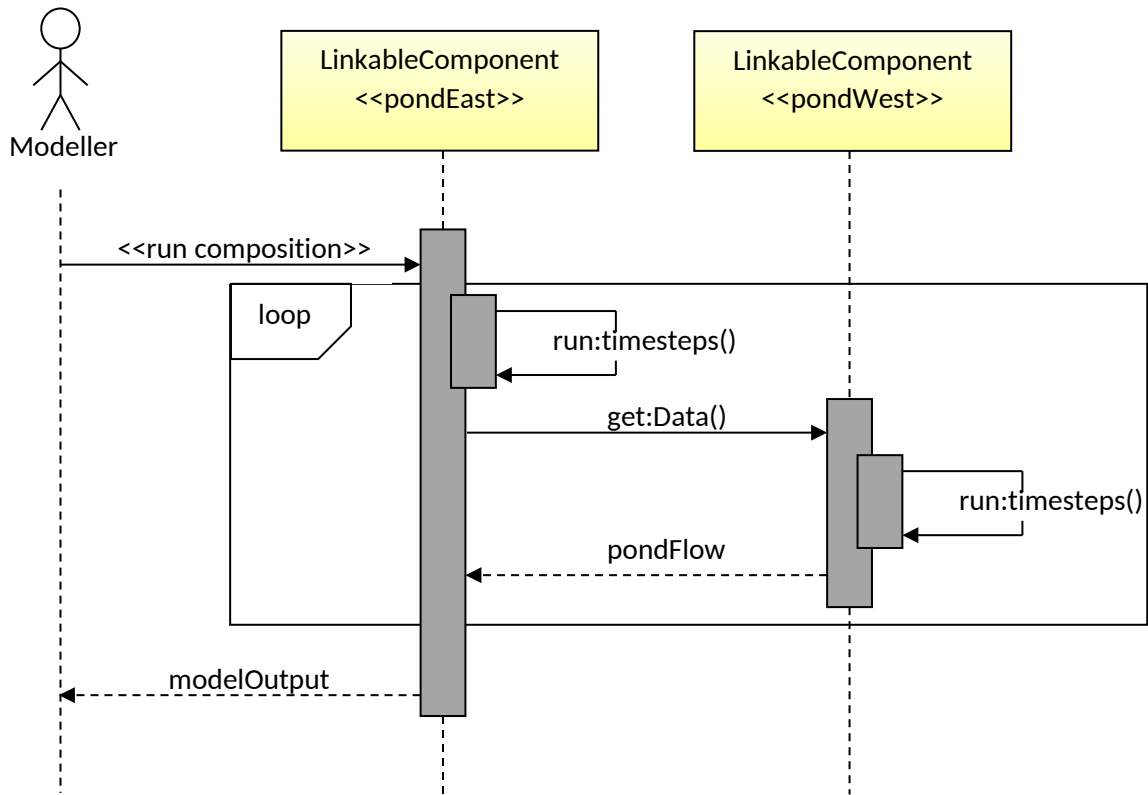 LinkableComponent
<<pondEast>>
LinkableComponent
<<pondWest>>
Modeller
<<run composition>>
loop
run:timesteps()
get:Data()
run:timesteps()
pondFlow
modelOutput